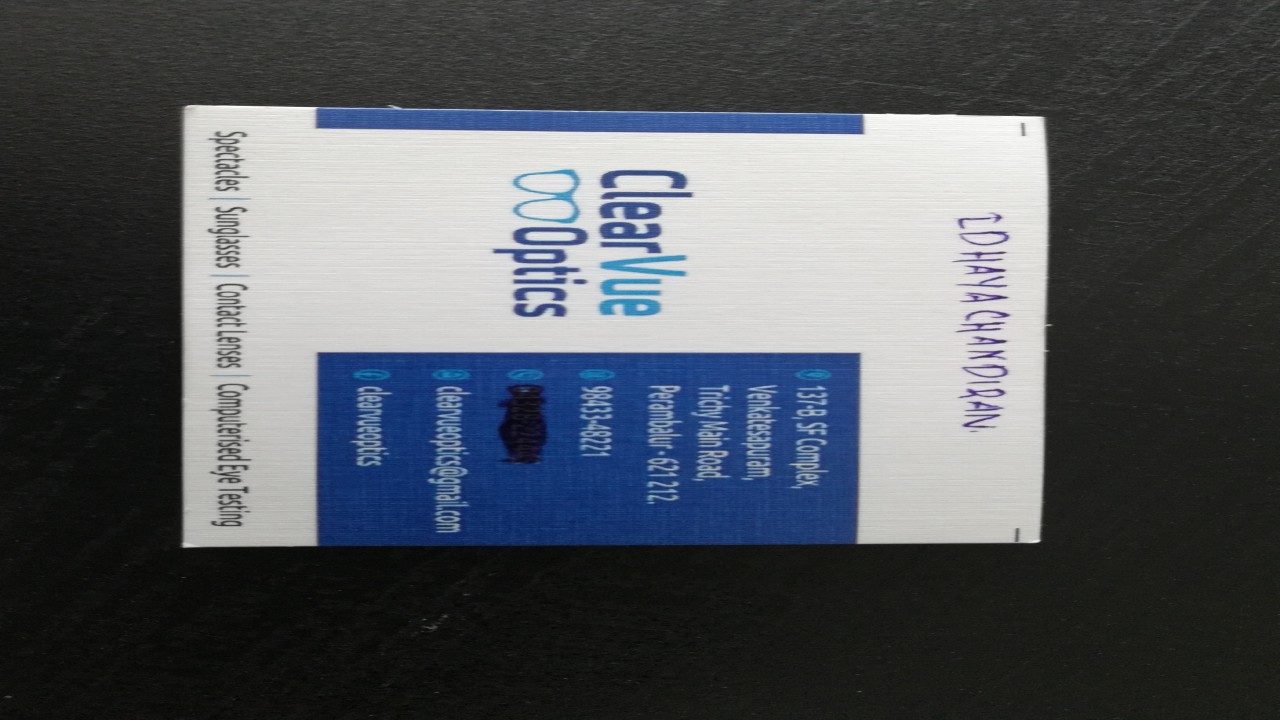 IDHAYACHANDIRAN.
ClearVue
Optics
137-B, SF Complex,
Venkatesapuram,
Trichy Main Road,
Perambalur - 621 212.
98433-48221
clearvueoptics@gmail.com
clearvueoptics
Spectacles | Sunglasses | Contact Lenses | Computerised Eye Testing